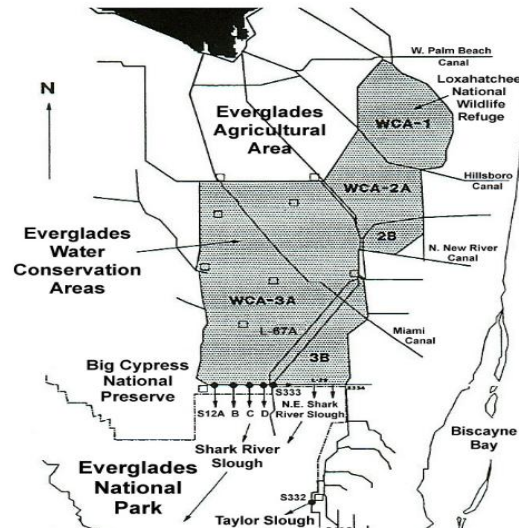 W. Palm Beach
Canal
Loxahatchee
National
Wildlife
Refuge
N
Everglades
Agricultural
Area
WCA-1
WCA-2A
Hillsboro
Canal
2B
Everglades
Water
Conservation
Areas
N. New River
Canal
WCA-3A
L-67A
Miami
Canal
3B
Big Cypress
National
Preserve
L-29
S334
S333
S12A B C D
N.E. Shark
River Slough
Biscayne
Bay
Shark River
Slough
Everglades
National
Park
S332
Taylor Slough